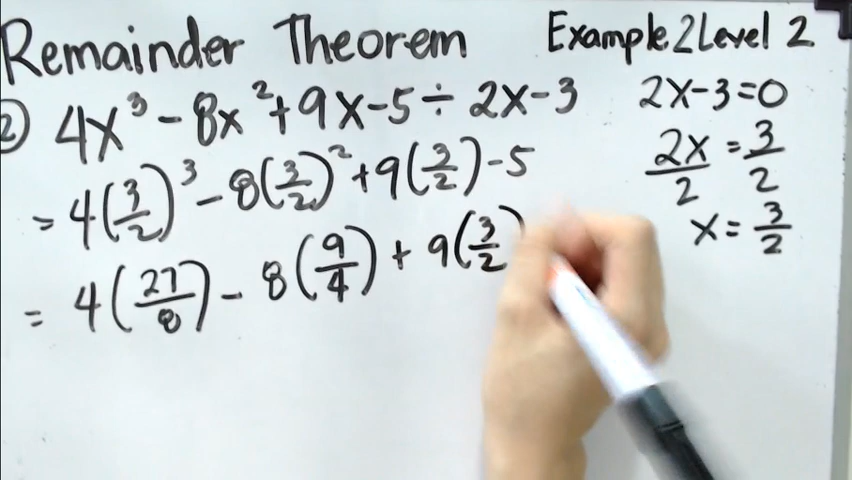 Remainder Theorem
Example 2 Level 2
2) 4x³ - 8x² + 9x - 5 ÷ 2x - 3
= 4(3/2)³ - 8(3/2)² + 9(3/2) - 5
= 4(27/8) - 8(9/4) + 9(3/2)
2x - 3 = 0
2x/2 = 3/2
x = 3/2